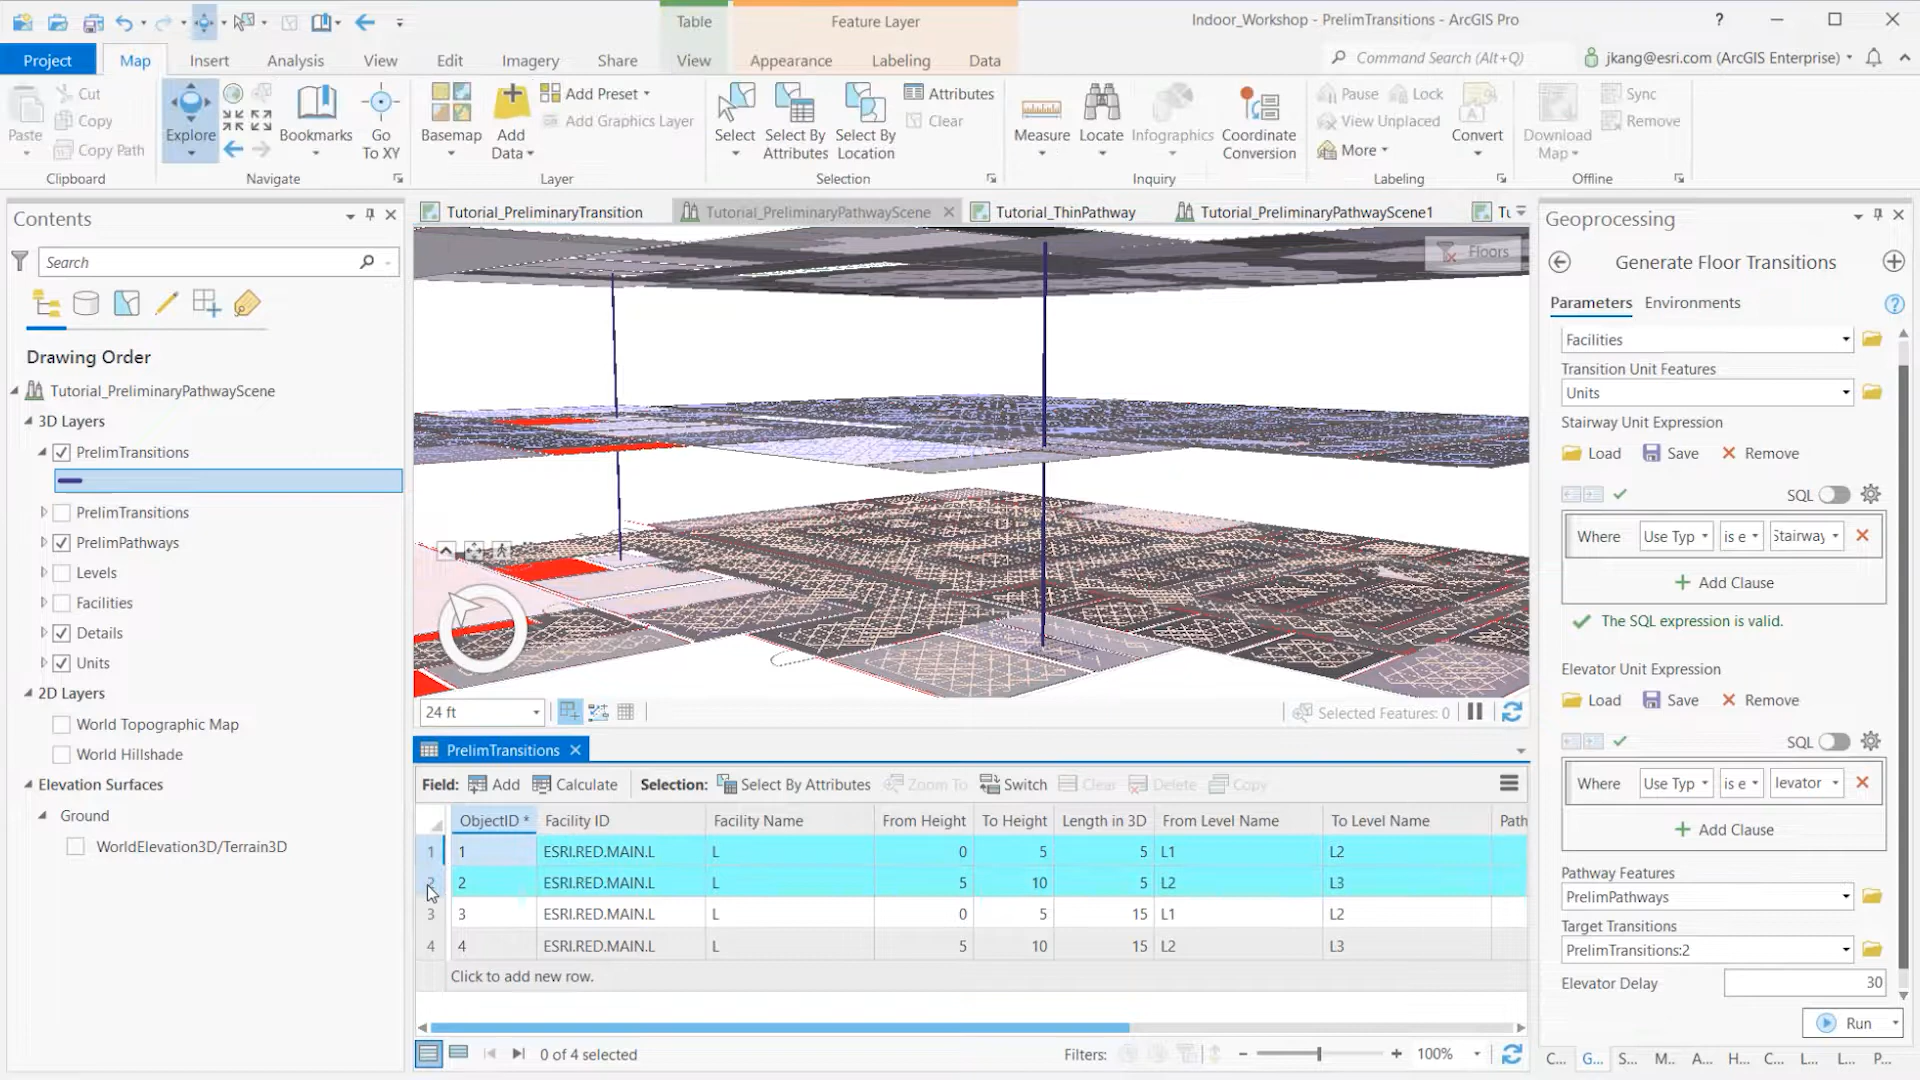 Table
Feature Layer
Indoor_Workshop - PrelimTransitions - ArcGIS Pro
?
Project
Map
Insert
Analysis
View
Edit
Imagery
Share
View
Appearance
Labeling
Data
Command Search (Alt+Q)
jkang@esri.com (ArcGIS Enterprise)
Paste
Cut
Copy
Copy Path
Clipboard
Explore
Bookmarks
Go To XY
Navigate
Basemap
Add Data
Add Preset
Add Graphics Layer
Layer
Select
Select By Attributes
Select By Location
Attributes
Clear
Selection
Measure
Locate
Infographics
Coordinate Conversion
Inquiry
Pause
Lock
View Unplaced
More
Convert
Labeling
Download Map
Sync
Remove
Offline
Contents
Search
Drawing Order
Tutorial_PreliminaryPathwayScene
3D Layers
PrelimTransitions
PrelimTransitions
PrelimPathways
Levels
Facilities
Details
Units
2D Layers
World Topographic Map
World Hillshade
Elevation Surfaces
Ground
WorldElevation3D/Terrain3D
Tutorial_PreliminaryTransition
Tutorial_PreliminaryPathwayScene
Tutorial_ThinPathway
Tutorial_PreliminaryPathwayScene1
Floors
24 ft
Selected Features: 0
PrelimTransitions
Field: Add Calculate Selection: Select By Attributes Zoom To Switch Clear Delete Copy
ObjectID * Facility ID Facility Name From Height To Height Length in 3D From Level Name To Level Name Path
1 1 ESRI.RED.MAIN.L L 0 5 5 L1 L2
2 2 ESRI.RED.MAIN.L L 5 10 5 L2 L3
3 3 ESRI.RED.MAIN.L L 0 5 15 L1 L2
4 4 ESRI.RED.MAIN.L L 5 10 15 L2 L3
Click to add new row.
0 of 4 selected
Filters:
100%
Geoprocessing
Generate Floor Transitions
Parameters
Environments
Facilities
Transition Unit Features
Units
Stairway Unit Expression
Load Save Remove
SQL
Where Use Typ is e Stairway
Add Clause
The SQL expression is valid.
Elevator Unit Expression
Load Save Remove
SQL
Where Use Typ is e levator
Add Clause
Pathway Features
PrelimPathways
Target Transitions
PrelimTransitions:2
Elevator Delay 30
Run
C... G... S... M... A... H... C... L... L... P...